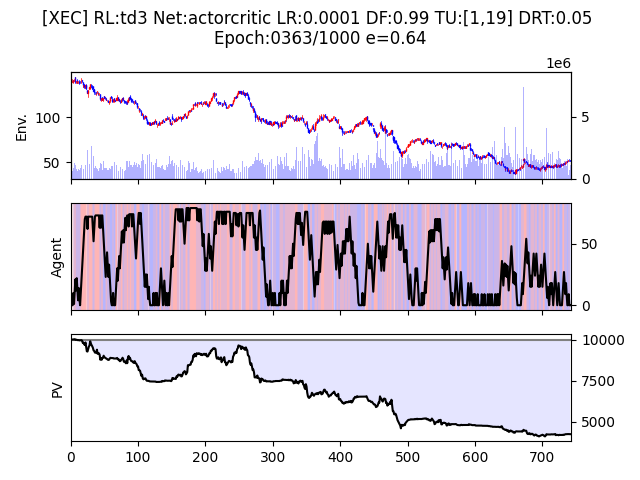 [XEC] RL:td3 Net:actorcritic LR:0.0001 DF:0.99 TU:[1,19] DRT:0.05
Epoch:0363/1000 e=0.64
1e6
Env.
100
50
5
0
Agent
50
0
PV
10000
7500
5000
0 100 200 300 400 500 600 700